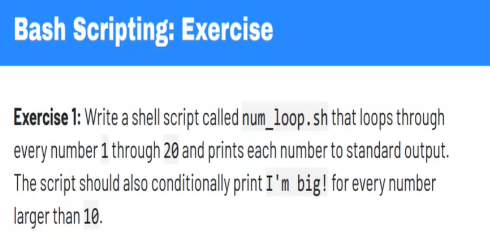 Bash Scripting: Exercise
Exercise 1: Write a shell script called num_loop.sh that loops through
every number 1 through 20 and prints each number to standard output.
The script should also conditionally print I'm big! for every number
larger than 10.